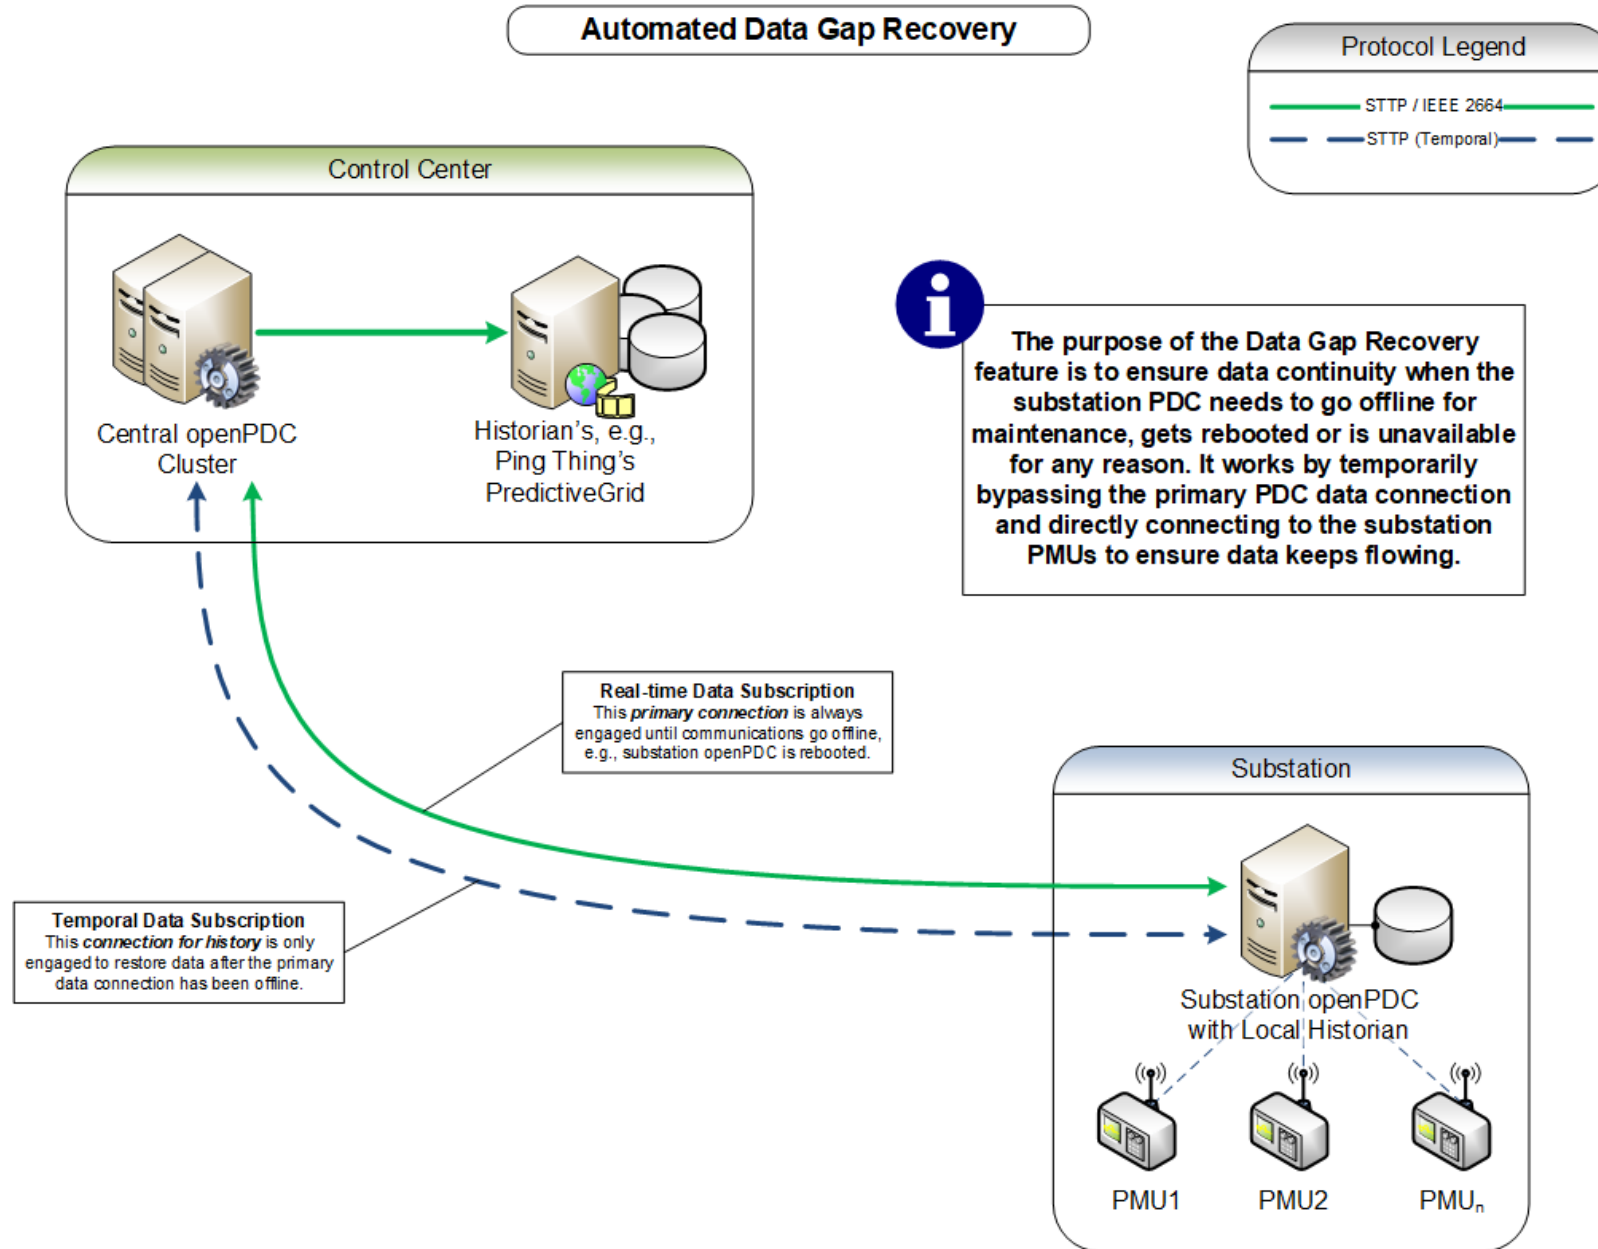 Automated Data Gap Recovery
Protocol Legend
STTP / IEEE 2664
STTP (Temporal)
Control Center
Central openPDC
Cluster
Historian's, e.g.,
Ping Thing's
PredictiveGrid
The purpose of the Data Gap Recovery
feature is to ensure data continuity when the
substation PDC needs to go offline for
maintenance, gets rebooted or is unavailable
for any reason. It works by temporarily
bypassing the primary PDC data connection
and directly connecting to the substation
PMUs to ensure data keeps flowing.
Real-time Data Subscription
This primary connection is always
engaged until communications go offline,
e.g., substation openPDC is rebooted.
Temporal Data Subscription
This connection for history is only
engaged to restore data after the primary
data connection has been offline.
Substation
Substation openPDC
with Local Historian
PMU1
PMU2
PMUn